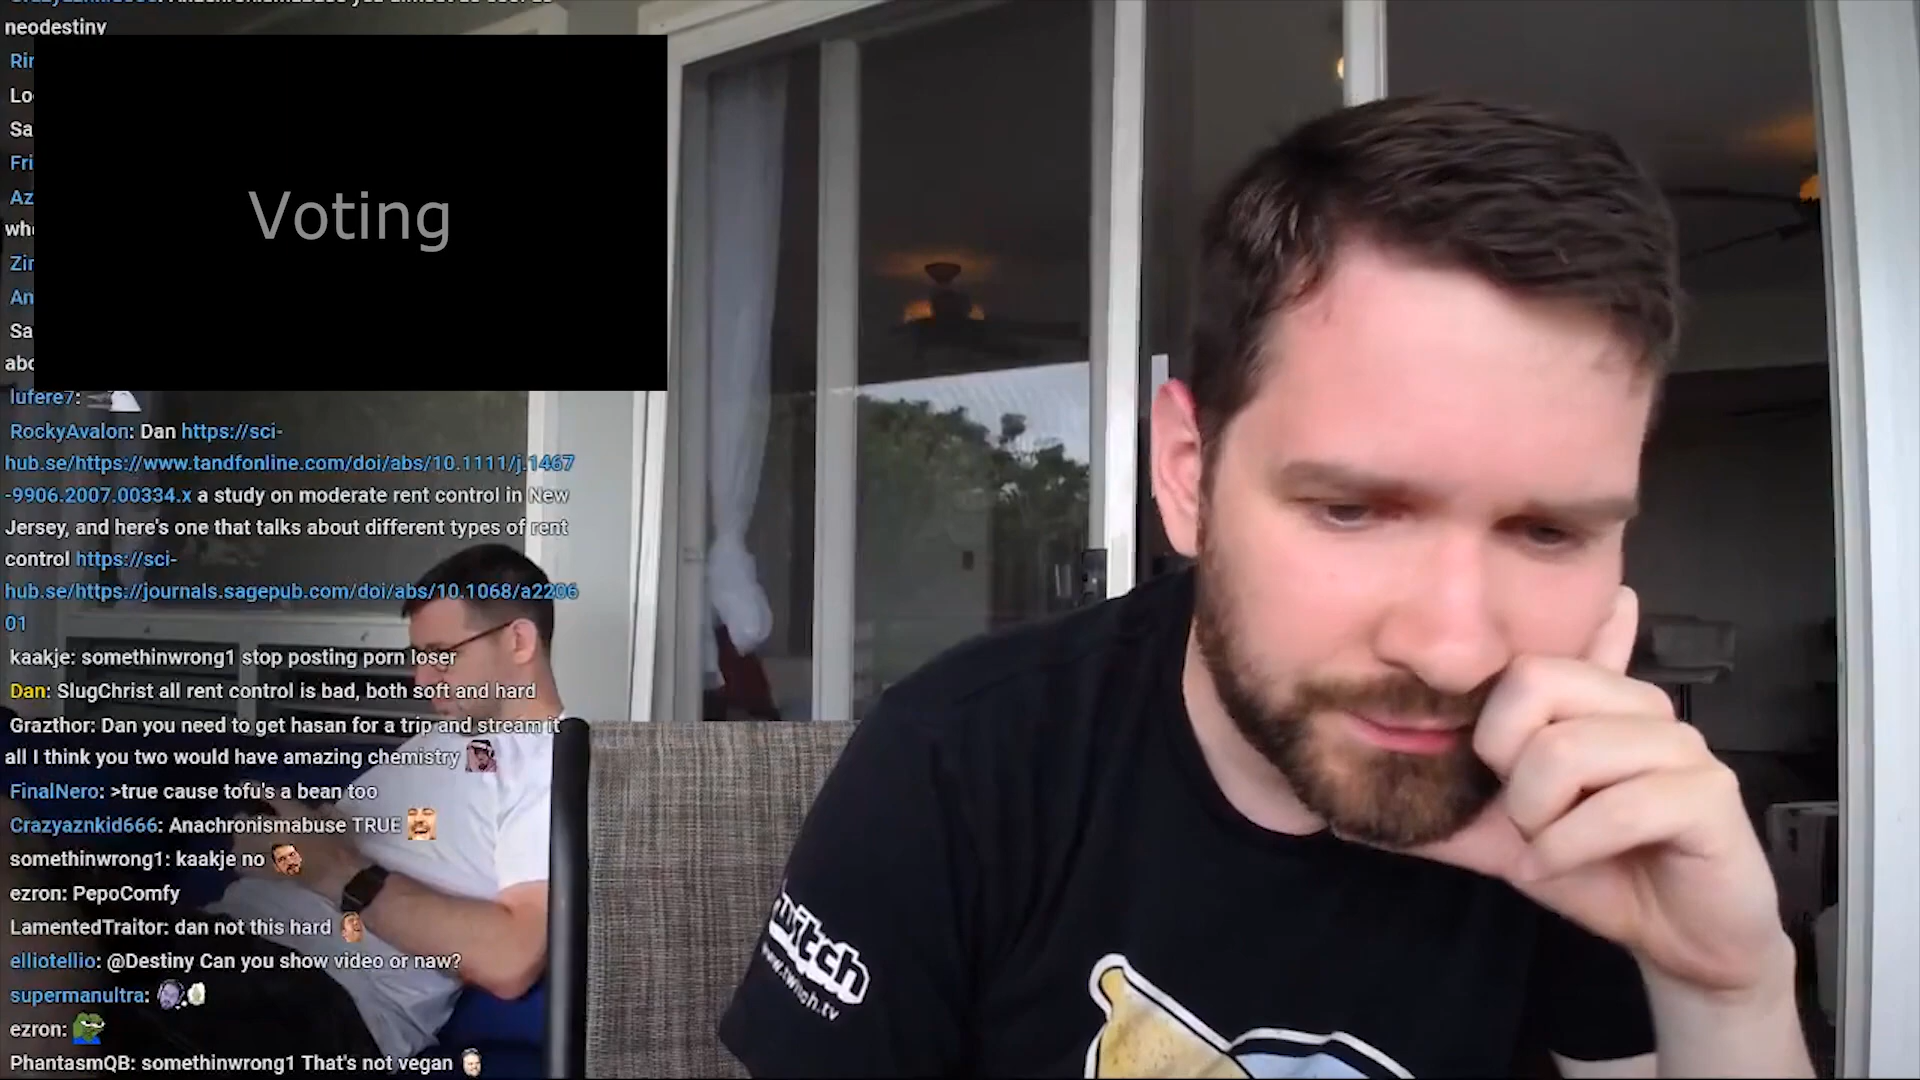 neodestiny
Voting
lufere7:
RockyAvalon: Dan https://sci-
hub.se/https://www.tandfonline.com/doi/abs/10.1111/j.1467
-9906.2007.00334.x a study on moderate rent control in New
Jersey, and here's one that talks about different types of rent
control https://sci-
hub.se/https://journals.sagepub.com/doi/abs/10.1068/a2206
01
kaakje: somethinwrong1 stop posting porn loser
Dan: SlugChrist all rent control is bad, both soft and hard
Grazthor: Dan you need to get hasan for a trip and stream it
all I think you two would have amazing chemistry
FinalNero: >true cause tofu's a bean too
Crazyaznkid666: Anachronismabuse TRUE
somethinwrong1: kaakje no
ezron: PepoComfy
LamentedTraitor: dan not this hard
elliotellio: @Destiny Can you show video or naw?
supermanultra:
ezron:
PhantasmQB: somethinwrong1 That's not vegan
twitch
www.twitch.tv